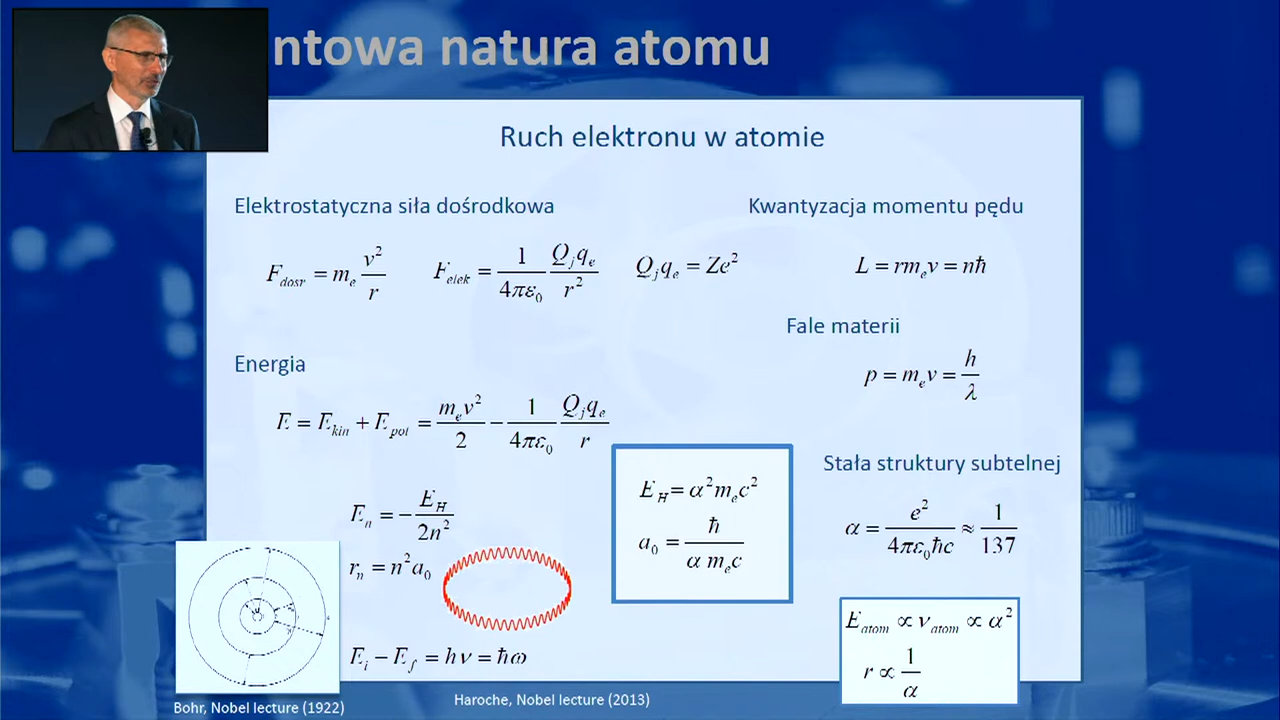 ntowa natura atomu
Ruch elektronu w atomie
Elektrostatyczna siła dośrodkowa
Kwantyzacja momentu pędu
F_dosr = m_e v²/r
F_elek = 1/(4πε₀) Q_j q_e/r²
Q_j q_e = Ze²
L = rm_e v = nħ
Fale materii
p = m_e v = h/λ
Energia
E = E_kin + E_pot = m_e v²/2 − 1/(4πε₀) Q_j q_e/r
Stała struktury subtelnej
α = e²/(4πε₀ħc) ≈ 1/137
E_H = α² m_e c²
a₀ = ħ/(α m_e c)
E_n = − E_H/2n²
r_n = n² a₀
E_i − E_f = hν = ħω
E_atom ∝ ν_atom ∝ α²
r ∝ 1/α
Bohr, Nobel lecture (1922)
Haroche, Nobel lecture (2013)